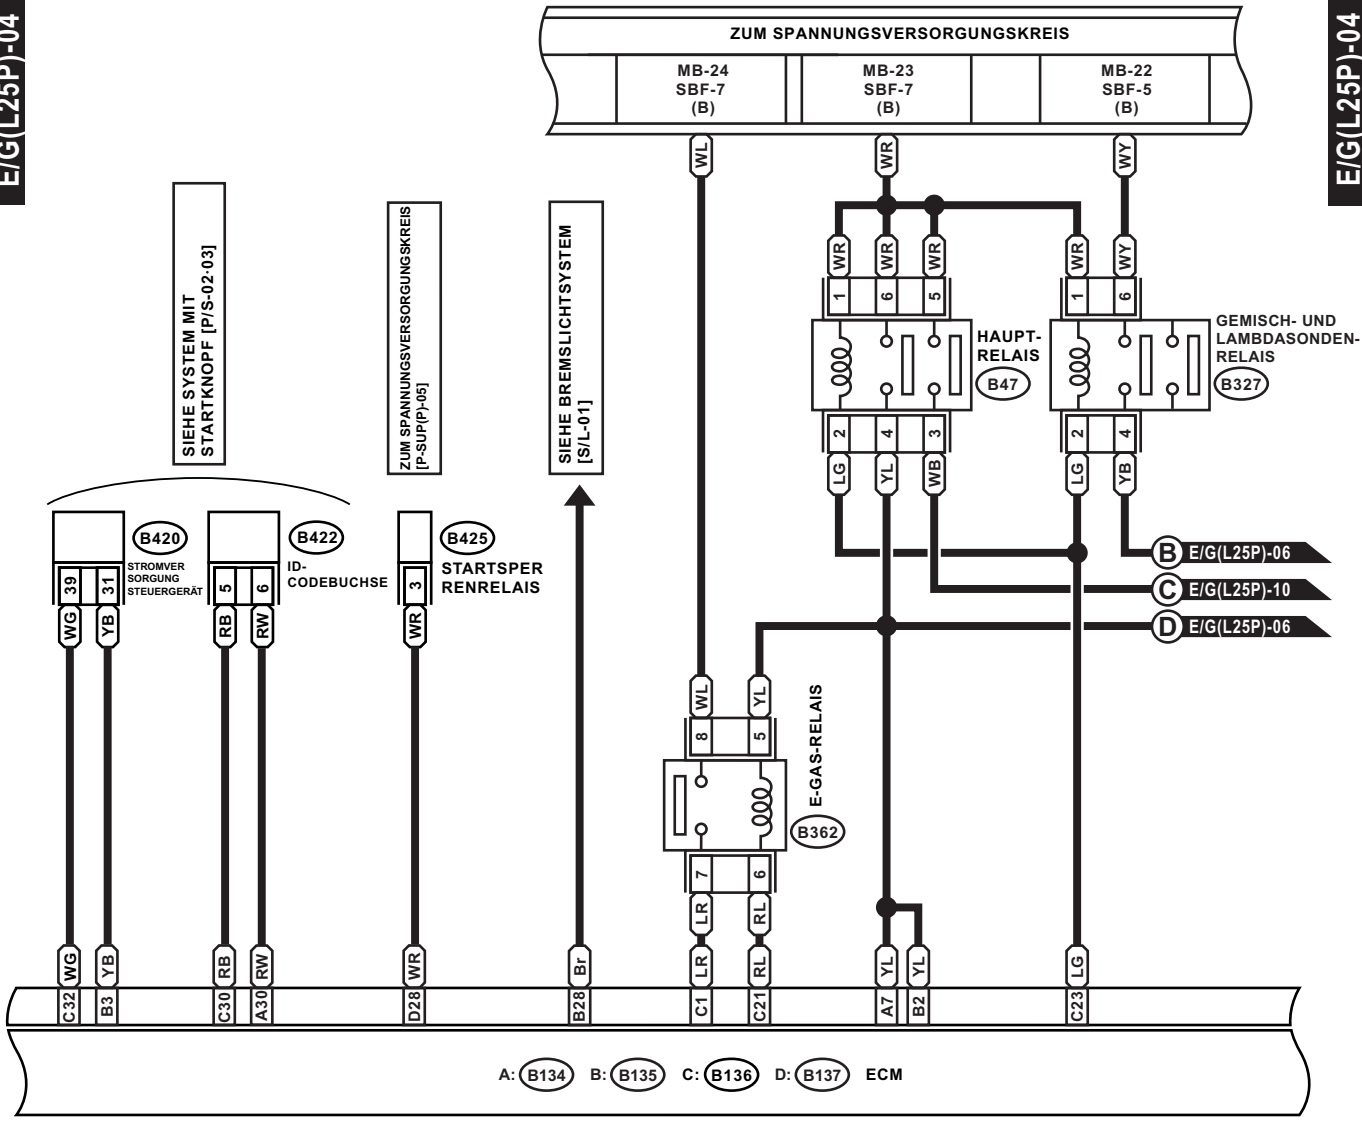 E/G(L25P)-04
E/G(L25P)-04
ZUM SPANNUNGSVERSORGUNGSKREIS
MB-24
SBF-7
(B)
MB-23
SBF-7
(B)
MB-22
SBF-5
(B)
WL
WR
WY
SIEHE SYSTEM MIT
STARTKNOPF [P/S-02·03]
ZUM SPANNUNGSVERSORGUNGSKREIS
[P-SUP(P)-05]
SIEHE BREMSLICHTSYSTEM
[S/L-01]
WR
WR
WR
WR
WY
1
6
5
1
6
HAUPT-
RELAIS
B47
GEMISCH- UND
LAMBDASONDEN-
RELAIS
B327
2
4
3
2
4
LG
YL
WB
LG
YB
B420
STROMVER
SORGUNG
STEUERGERÄT
B422
ID-
CODEBUCHSE
B425
STARTSPER
RENRELAIS
39
31
5
6
3
WG
YB
RB
RW
WR
B E/G(L25P)-06
C E/G(L25P)-10
D E/G(L25P)-06
WL
YL
8
5
E-GAS-RELAIS
B362
7
6
LR
RL
WG
YB
RB
RW
WR
Br
LR
RL
YL
YL
LG
C32
B3
C30
A30
D28
B28
C1
C21
A7
B2
C23
A: B134 B: B135 C: B136 D: B137 ECM